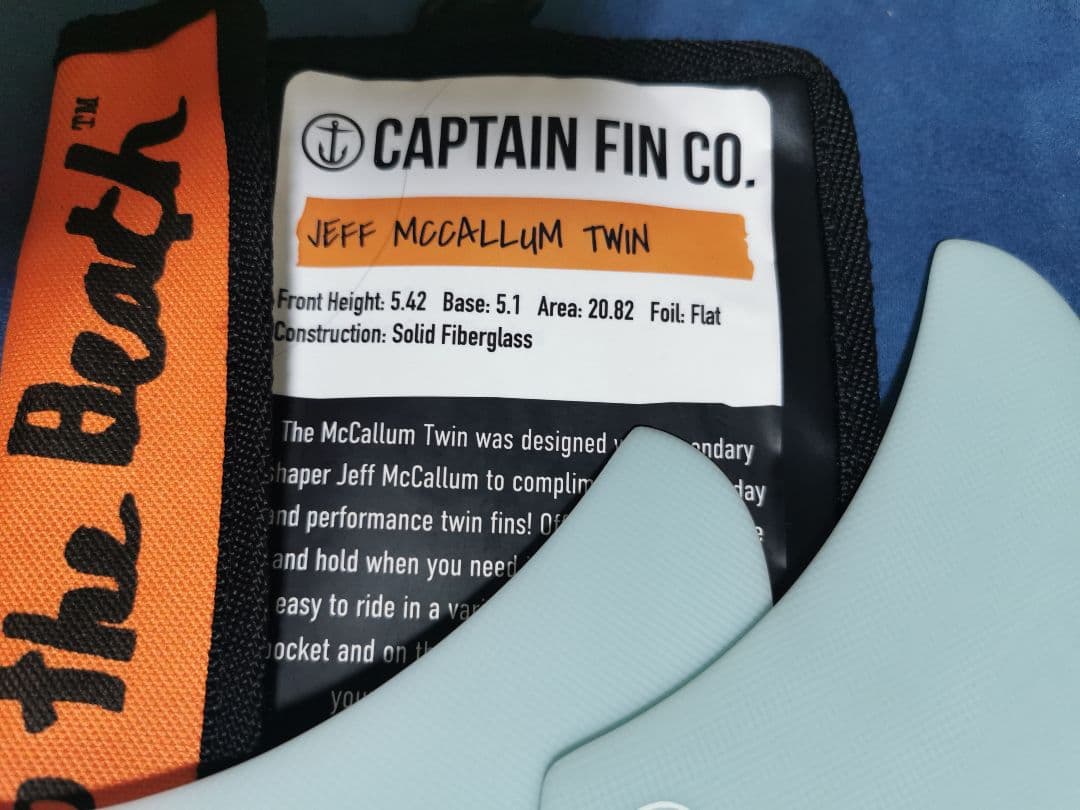 CAPTAIN FIN CO.
JEFF MCCALLUM TWIN
Front Height: 5.42 Base: 5.1 Area: 20.82 Foil: Flat
Construction: Solid Fiberglass
The McCallum Twin was designed
shaper Jeff McCallum to
and performance twin fins!
and hold when you need
easy to ride in a
pocket and on
the Beach™